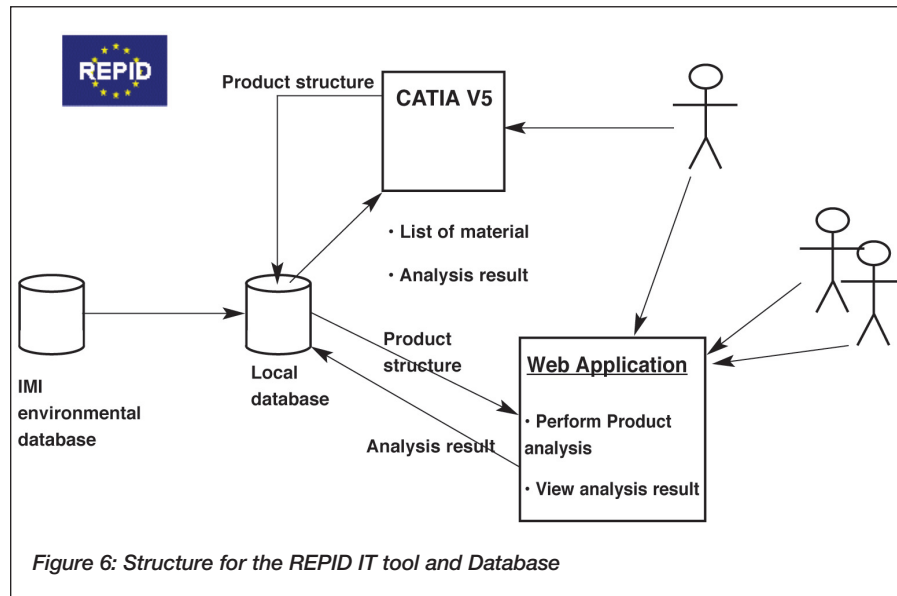 REPID
Product structure
CATIA V5
· List of material
· Analysis result
IMI
environmental
database
Local
database
Product
structure
Analysis result
Web Application
· Perform Product
analysis
· View analysis result
Figure 6: Structure for the REPID IT tool and Database